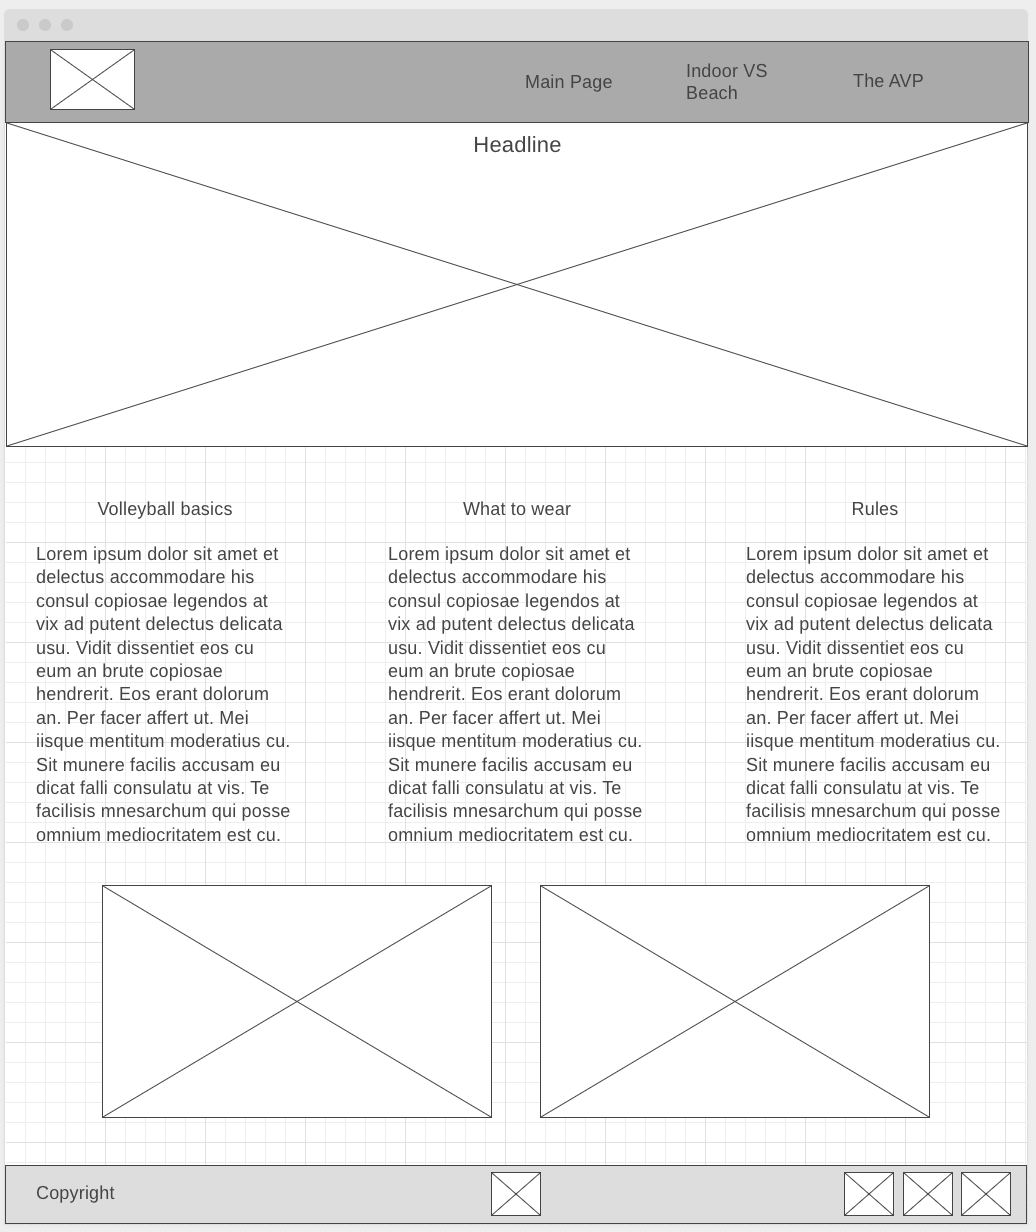 Main Page
Indoor VS
Beach
The AVP
Headline
Volleyball basics
Lorem ipsum dolor sit amet et
delectus accommodare his
consul copiosae legendos at
vix ad putent delectus delicata
usu. Vidit dissentiet eos cu
eum an brute copiosae
hendrerit. Eos erant dolorum
an. Per facer affert ut. Mei
iisque mentitum moderatius cu.
Sit munere facilis accusam eu
dicat falli consulatu at vis. Te
facilisis mnesarchum qui posse
omnium mediocritatem est cu.
What to wear
Lorem ipsum dolor sit amet et
delectus accommodare his
consul copiosae legendos at
vix ad putent delectus delicata
usu. Vidit dissentiet eos cu
eum an brute copiosae
hendrerit. Eos erant dolorum
an. Per facer affert ut. Mei
iisque mentitum moderatius cu.
Sit munere facilis accusam eu
dicat falli consulatu at vis. Te
facilisis mnesarchum qui posse
omnium mediocritatem est cu.
Rules
Lorem ipsum dolor sit amet et
delectus accommodare his
consul copiosae legendos at
vix ad putent delectus delicata
usu. Vidit dissentiet eos cu
eum an brute copiosae
hendrerit. Eos erant dolorum
an. Per facer affert ut. Mei
iisque mentitum moderatius cu.
Sit munere facilis accusam eu
dicat falli consulatu at vis. Te
facilisis mnesarchum qui posse
omnium mediocritatem est cu.
Copyright